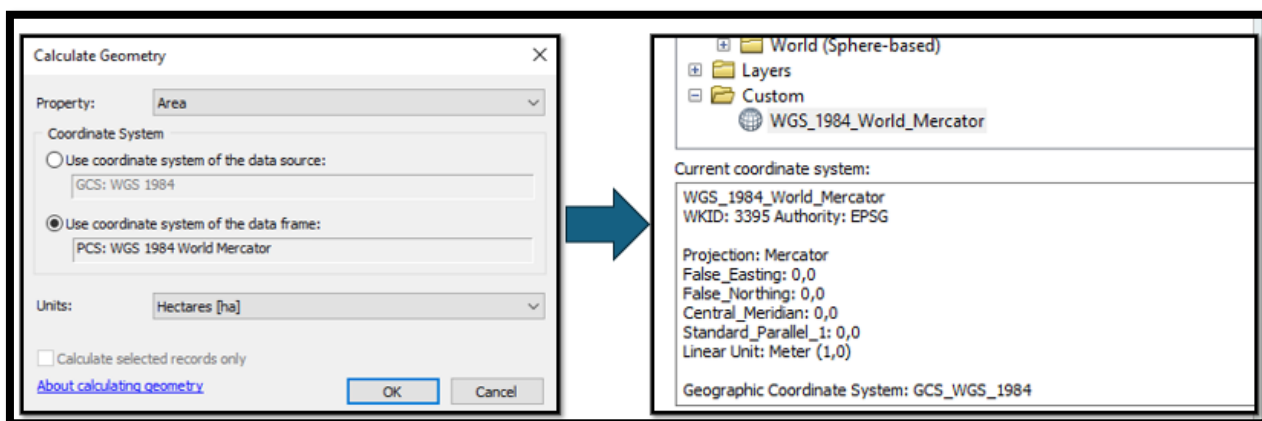 Calculate Geometry
Property:
Area
Coordinate System
Use coordinate system of the data source:
GCS: WGS 1984
Use coordinate system of the data frame:
PCS: WGS 1984 World Mercator
Units:
Hectares [ha]
Calculate selected records only
About calculating geometry
OK
Cancel
World (Sphere-based)
Layers
Custom
WGS_1984_World_Mercator
Current coordinate system:
WGS_1984_World_Mercator
WKID: 3395 Authority: EPSG
Projection: Mercator
False_Easting: 0,0
False_Northing: 0,0
Central_Meridian: 0,0
Standard_Parallel_1: 0,0
Linear Unit: Meter (1,0)
Geographic Coordinate System: GCS_WGS_1984